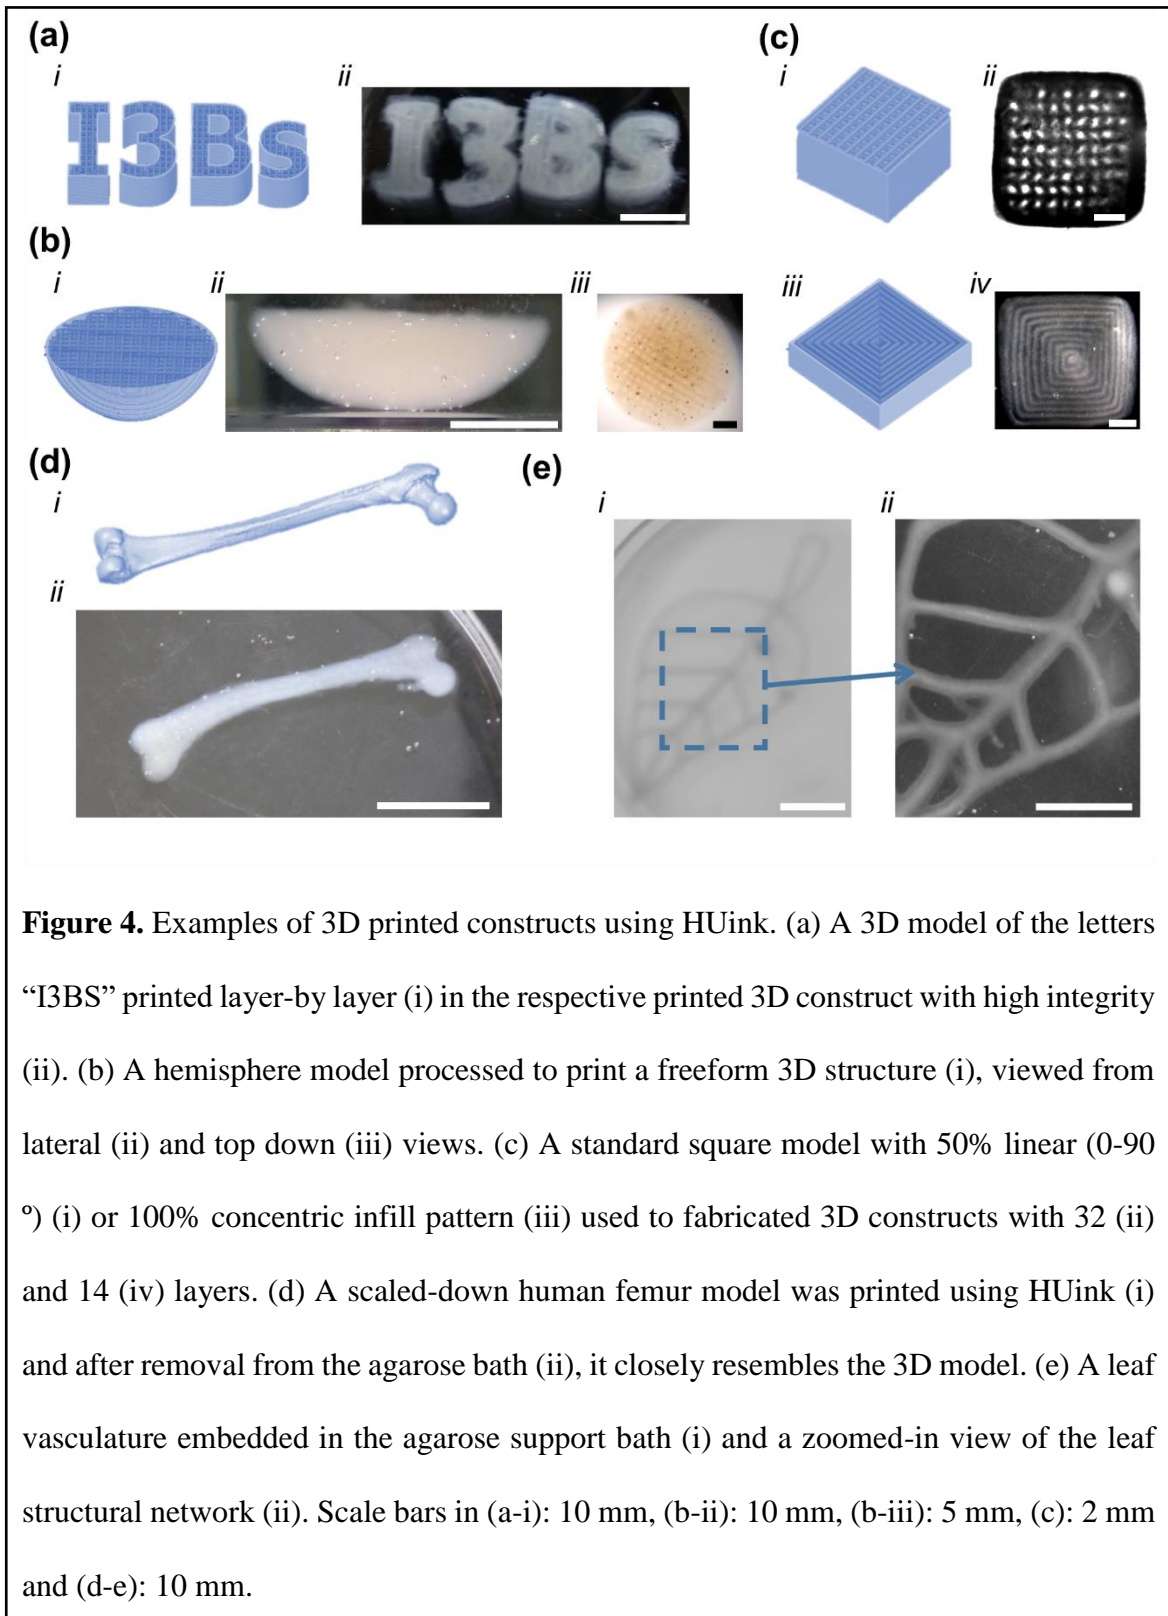 (a)
(c)
i
ii
i
ii
I3Bs
I3Bs
(b)
i
ii
iii
iii
iv
(d)
(e)
i
i
ii
ii
Figure 4. Examples of 3D printed constructs using HUink. (a) A 3D model of the letters
“I3BS” printed layer-by layer (i) in the respective printed 3D construct with high integrity
(ii). (b) A hemisphere model processed to print a freeform 3D structure (i), viewed from
lateral (ii) and top down (iii) views. (c) A standard square model with 50% linear (0-90
º) (i) or 100% concentric infill pattern (iii) used to fabricated 3D constructs with 32 (ii)
and 14 (iv) layers. (d) A scaled-down human femur model was printed using HUink (i)
and after removal from the agarose bath (ii), it closely resembles the 3D model. (e) A leaf
vasculature embedded in the agarose support bath (i) and a zoomed-in view of the leaf
structural network (ii). Scale bars in (a-i): 10 mm, (b-ii): 10 mm, (b-iii): 5 mm, (c): 2 mm
and (d-e): 10 mm.